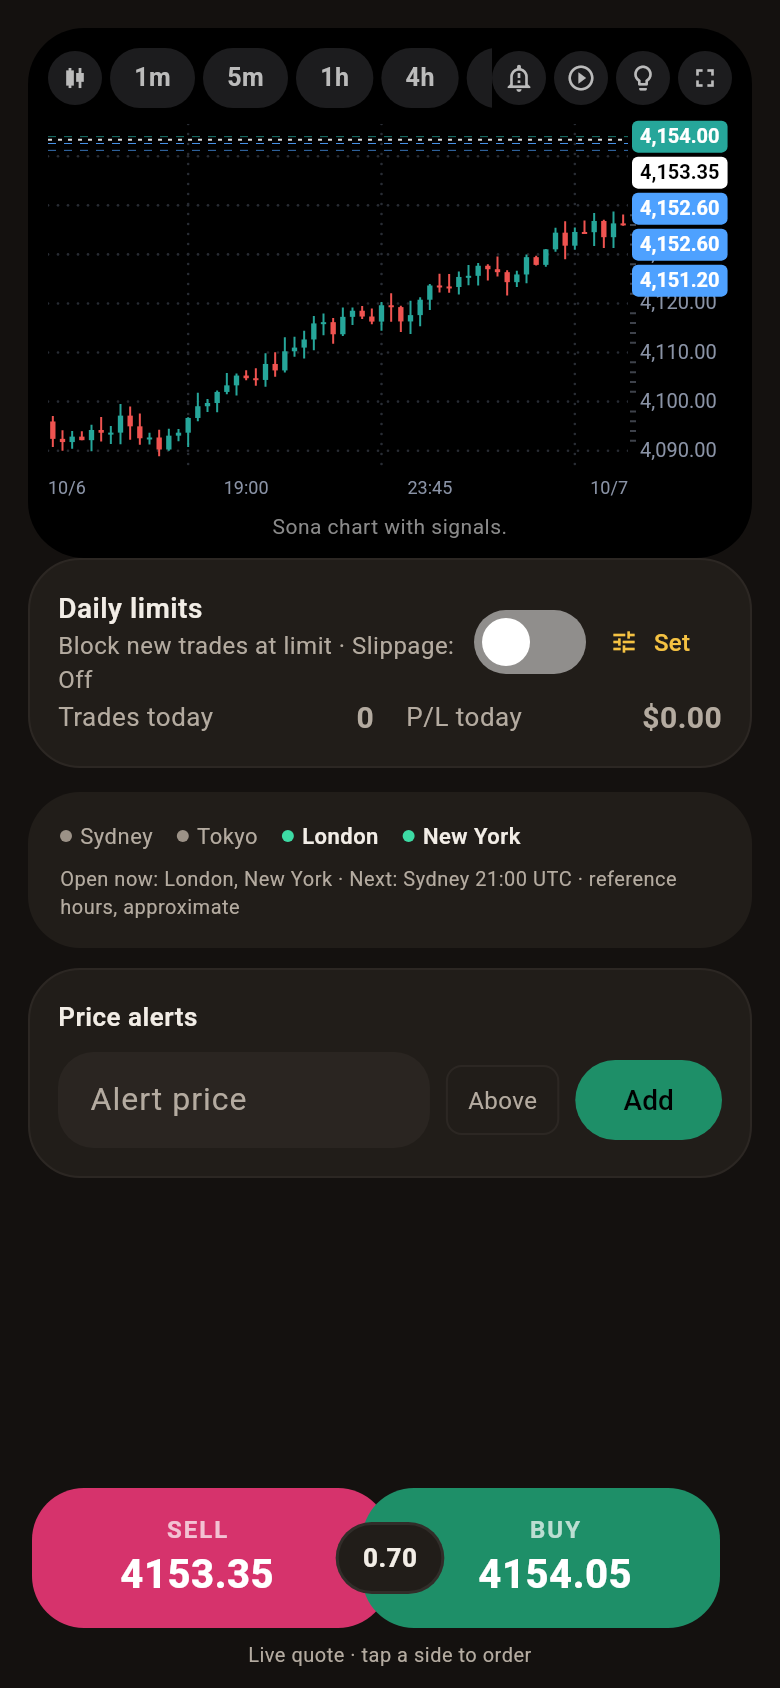 1m 5m 1h 4h
4,154.00
4,153.35
4,152.60
4,152.60
4,151.20
4,120.00
4,110.00
4,100.00
4,090.00
10/6 19:00 23:45 10/7
Sona chart with signals.
Daily limits
Block new trades at limit · Slippage:
Off
Set
Trades today 0 P/L today $0.00
Sydney Tokyo London New York
Open now: London, New York · Next: Sydney 21:00 UTC · reference
hours, approximate
Price alerts
Alert price Above Add
SELL BUY
4153.35 0.70 4154.05
Live quote · tap a side to order